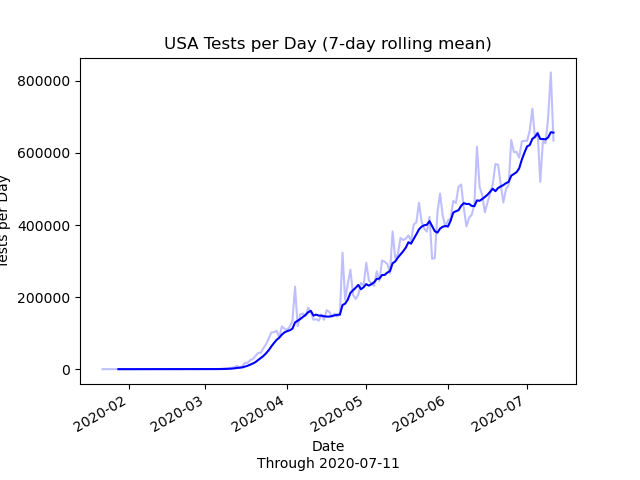 USA Tests per Day (7-day rolling mean)
Tests per Day
800000
600000
400000
200000
0
2020-02
2020-03
2020-04
2020-05
2020-06
2020-07
Date
Through 2020-07-11